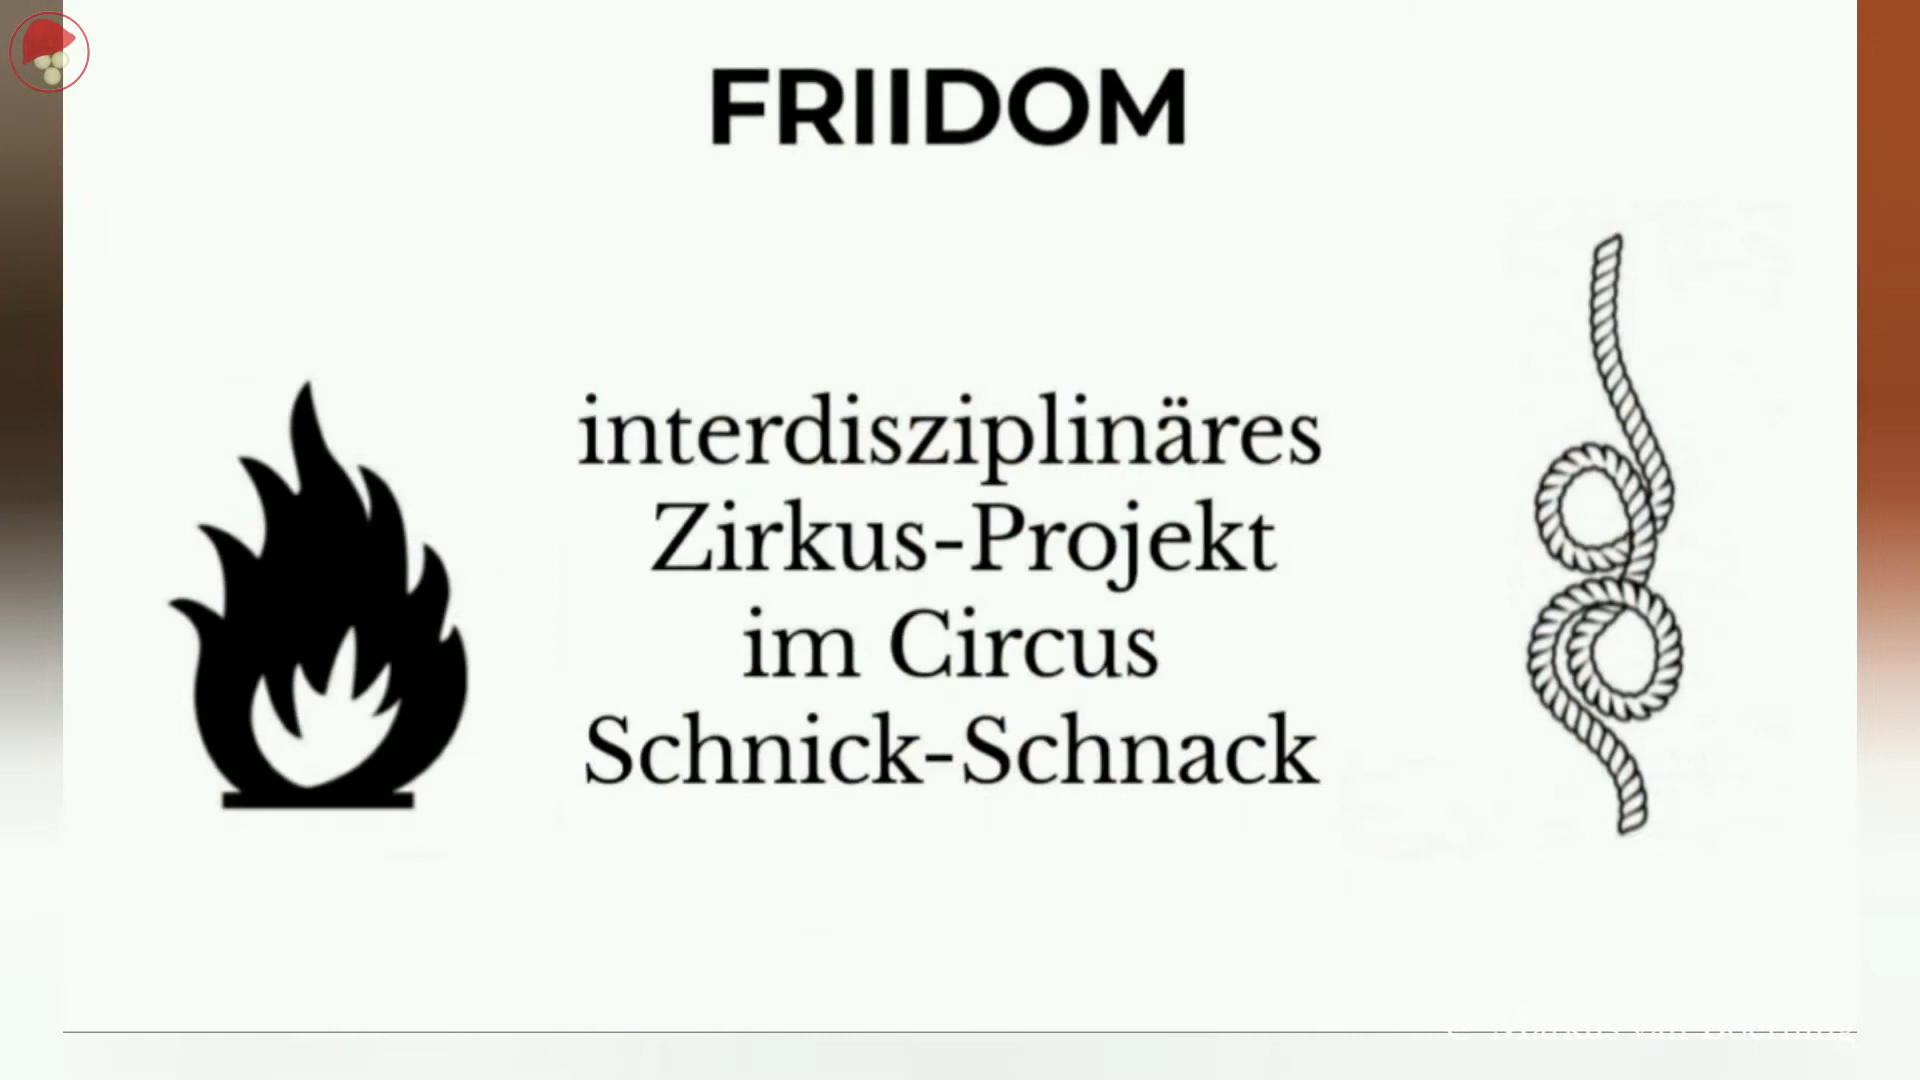 FRIIDOM
interdisziplinäres
Zirkus-Projekt
im Circus
Schnick-Schnack